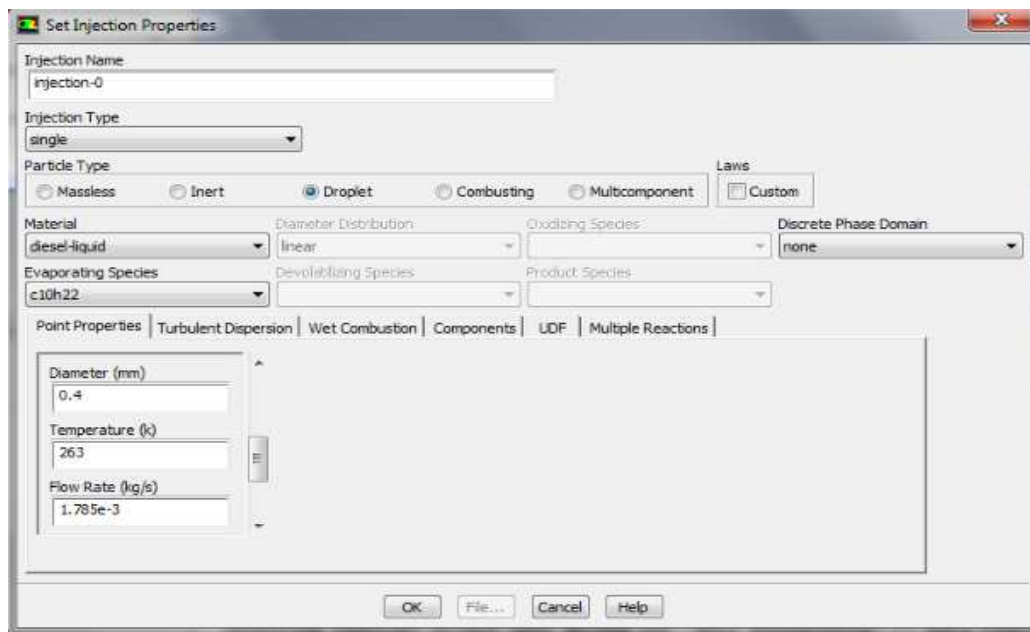 Set Injection Properties
Injection Name
injection-0
Injection Type
single
Particle Type
Laws
Massless Inert Droplet Combusting Multicomponent Custom
Material Diameter Distribution Oxidizing Species Discrete Phase Domain
diesel-liquid linear none
Evaporating Species Devolatilizing Species Product Species
c10h22
Point Properties Turbulent Dispersion Wet Combustion Components UDF Multiple Reactions
Diameter (mm)
0.4
Temperature (k)
263
Flow Rate (kg/s)
1.785e-3
OK File... Cancel Help